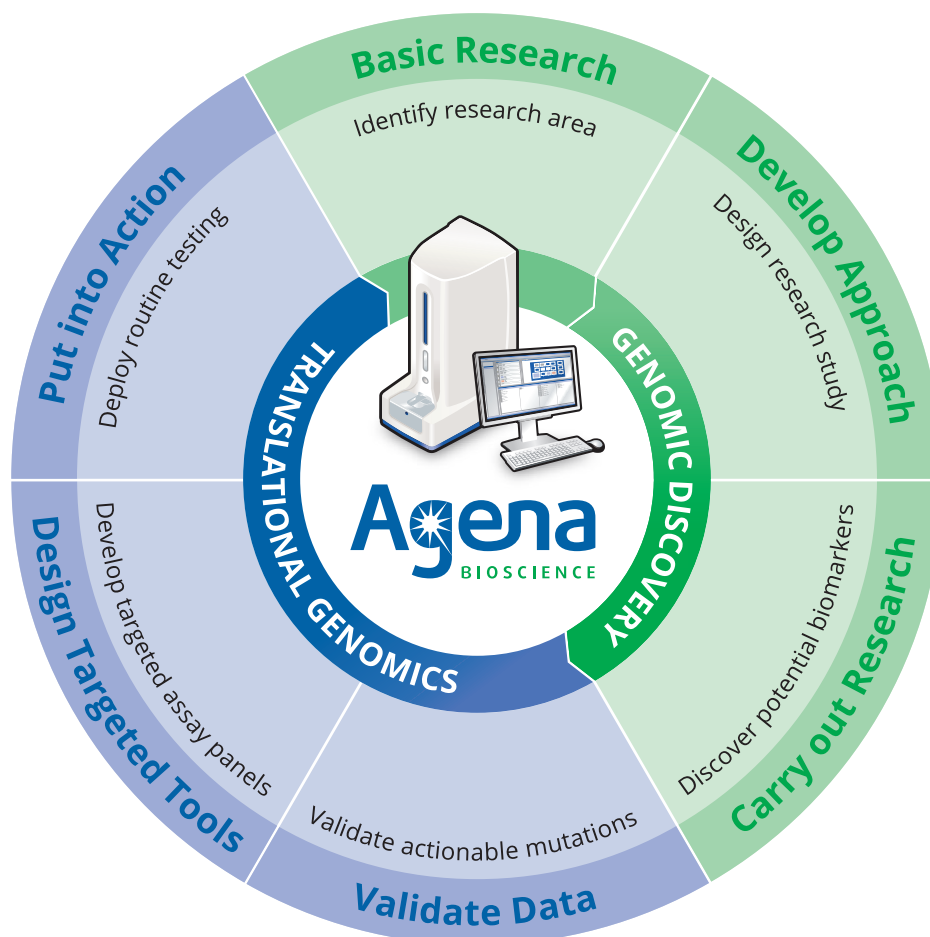 Basic Research
Identify research area
Develop Approach
Design research study
Carry out Research
Discover potential biomarkers
Validate Data
Validate actionable mutations
Design Targeted Tools
Develop targeted assay panels
Put into Action
Deploy routine testing
GENOMIC DISCOVERY
TRANSLATIONAL GENOMICS
Agena
BIOSCIENCE